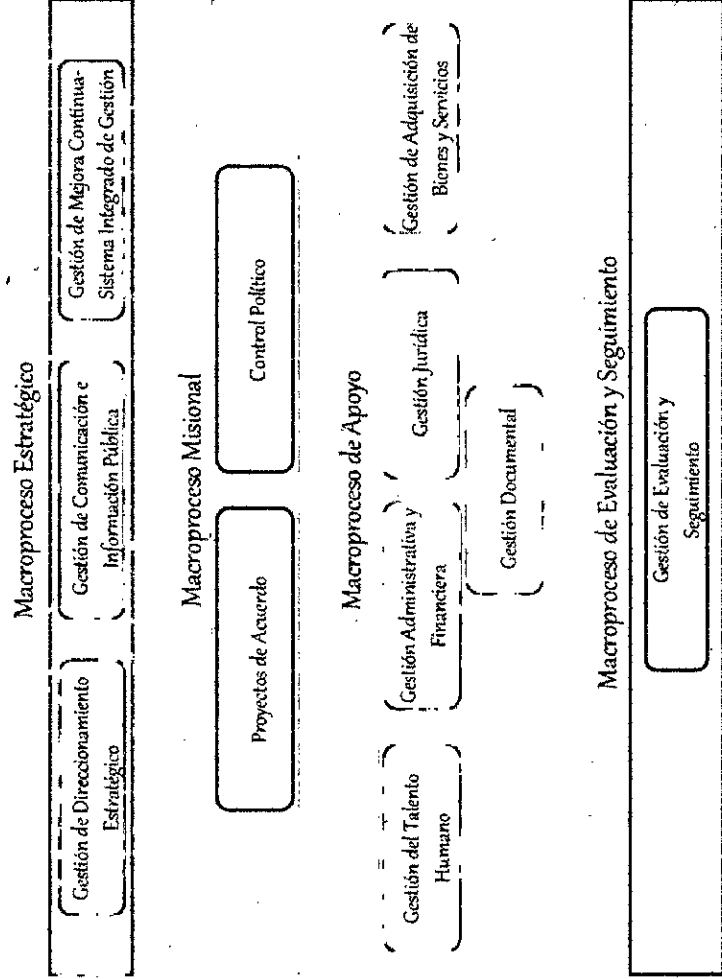 Macroproceso Estratégico
Gestión de Direccionamiento
Estratégico
Gestión de Comunicación e
Información Pública
Gestión de Mejora Continua-
Sistema Integrado de Gestión
Macroproceso Misional
Proyectos de Acuerdo
Control Político
Macroproceso de Apoyo
Gestión del Talento
Humano
Gestión Administrativa y
Financiera
Gestión Jurídica
Gestión de Adquisición de
Bienes y Servicios
Gestión Documental
Macroproceso de Evaluación y Seguimiento
Gestión de Evaluación y
Seguimiento